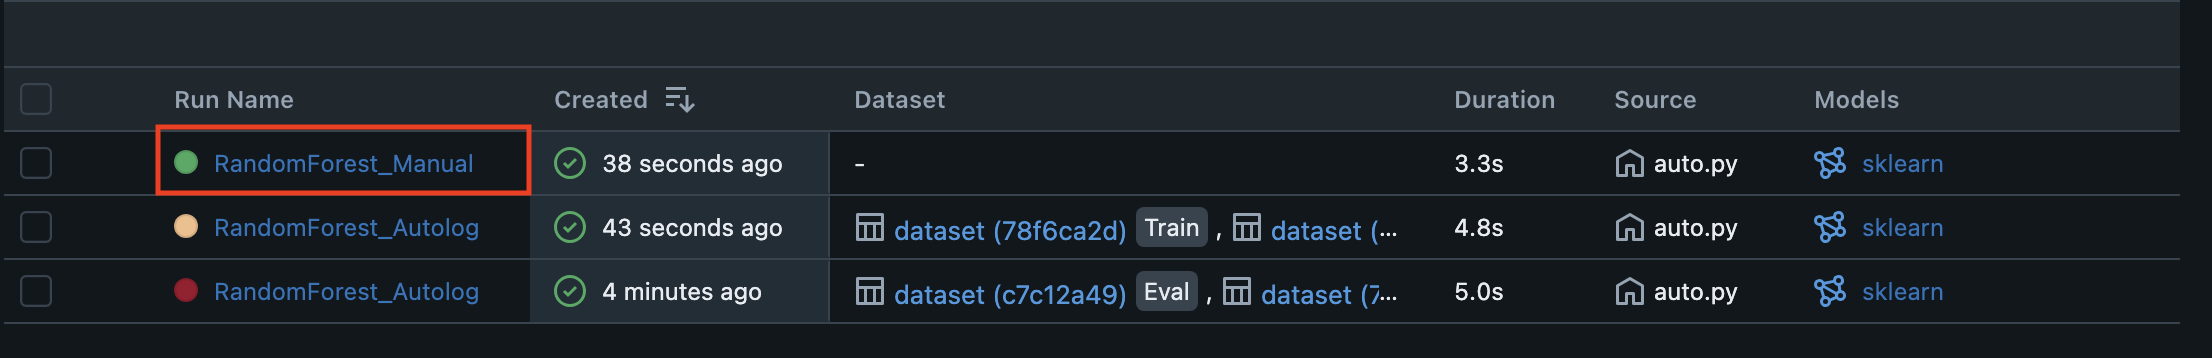 Run Name Created Dataset Duration Source Models
RandomForest_Manual 38 seconds ago - 3.3s auto.py sklearn
RandomForest_Autolog 43 seconds ago dataset (78f6ca2d) Train , dataset (... 4.8s auto.py sklearn
RandomForest_Autolog 4 minutes ago dataset (c7c12a49) Eval , dataset (7... 5.0s auto.py sklearn